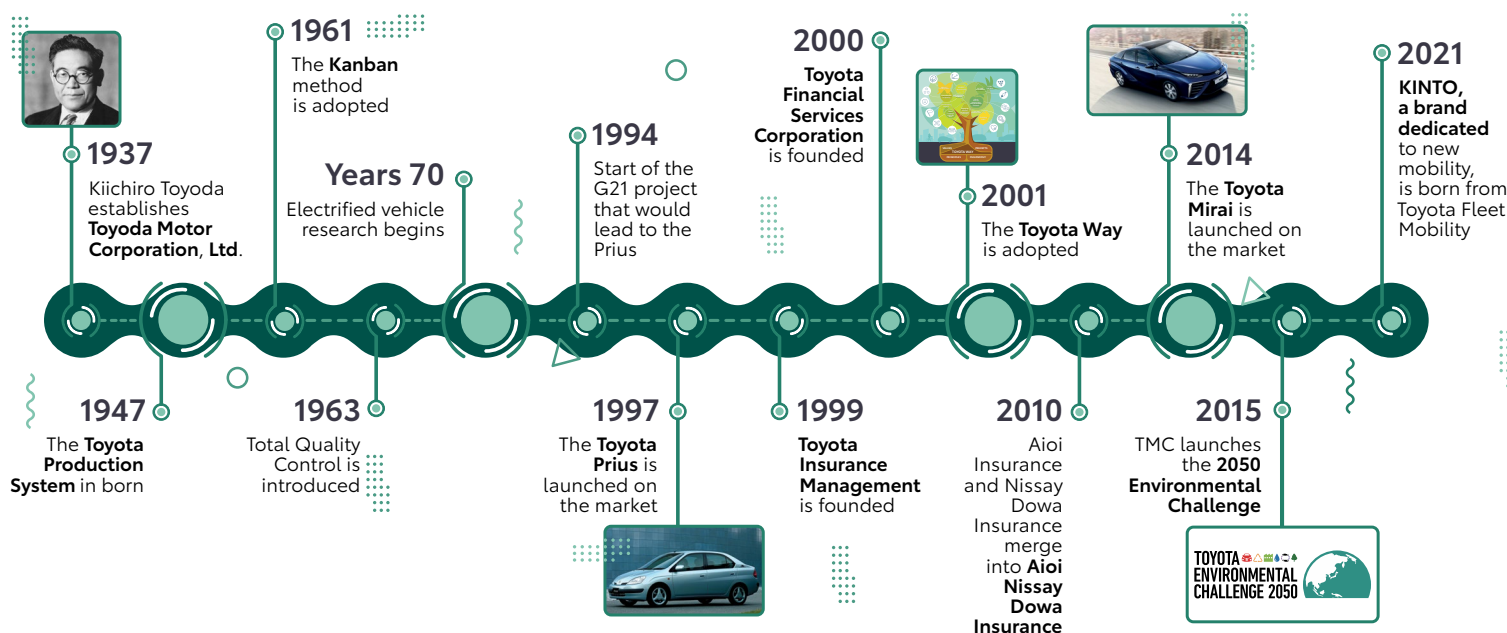 1937
Kiichiro Toyoda
establishes
Toyoda Motor
Corporation, Ltd.
1947
The Toyota
Production
System in born
1961
The Kanban
method
is adopted
1963
Total Quality
Control is
introduced
Years 70
Electrified vehicle
research begins
1994
Start of the
G21 project
that would
lead to the
Prius
1997
The Toyota
Prius is
launched on
the market
1999
Toyota
Insurance
Management
is founded
2000
Toyota
Financial
Services
Corporation
is founded
TOYOTA WAY
2001
The Toyota Way
is adopted
2010
Aioi
Insurance
and Nissay
Dowa
Insurance
merge
into Aioi
Nissay
Dowa
Insurance
2014
The Toyota
Mirai is
launched on
the market
2015
TMC launches
the 2050
Environmental
Challenge
TOYOTA
ENVIRONMENTAL
CHALLENGE 2050
2021
KINTO,
a brand
dedicated
to new
mobility,
is born from
Toyota Fleet
Mobility